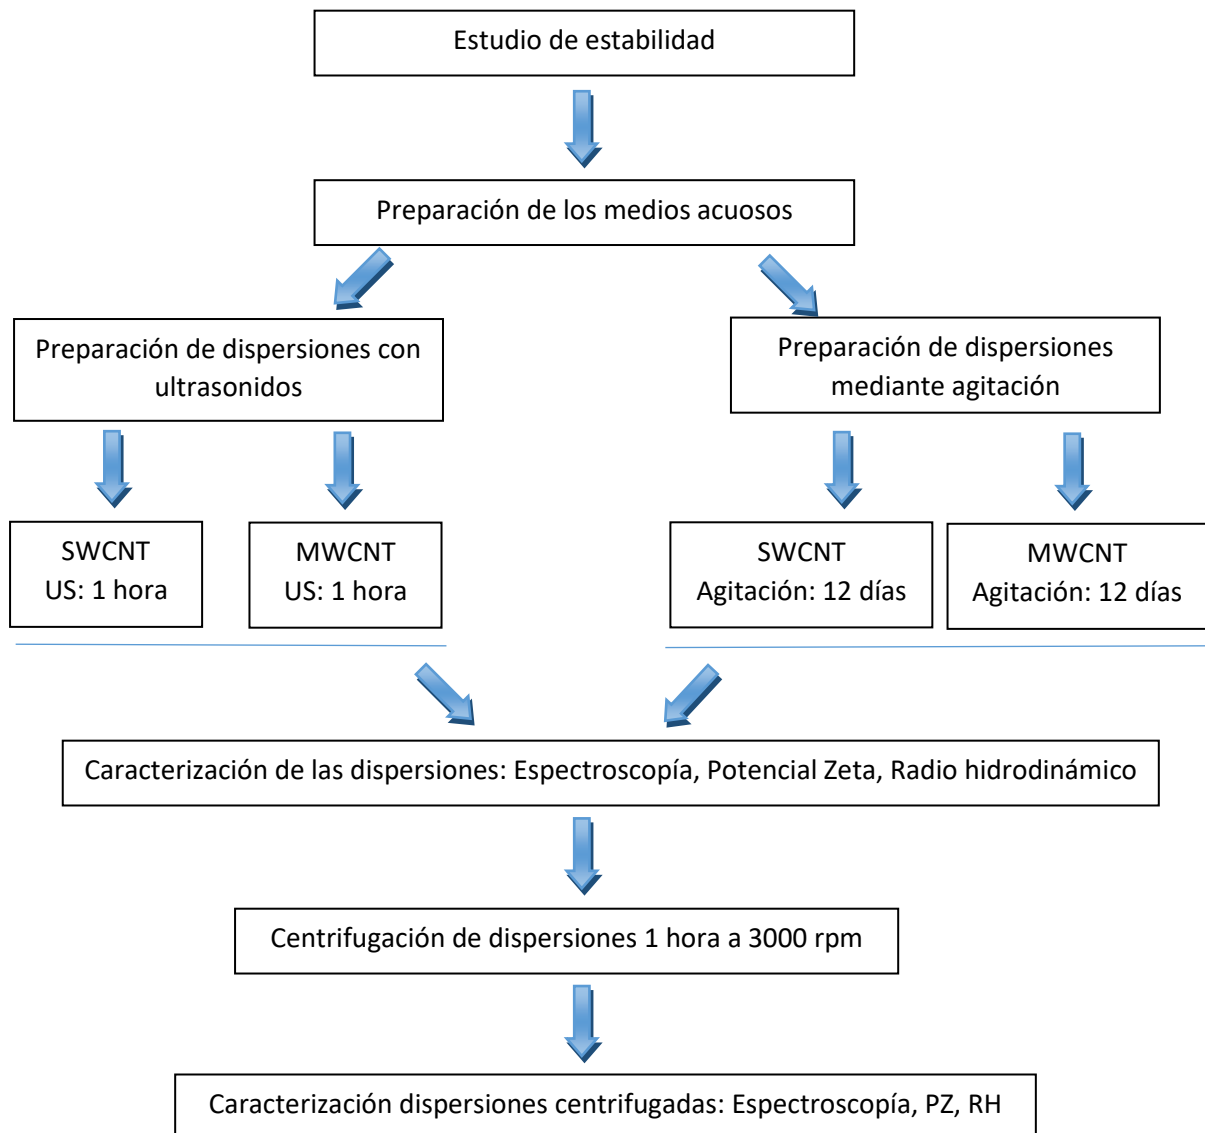 Estudio de estabilidad
Preparación de los medios acuosos
Preparación de dispersiones con
ultrasonidos
Preparación de dispersiones
mediante agitación
SWCNT
US: 1 hora
MWCNT
US: 1 hora
SWCNT
Agitación: 12 días
MWCNT
Agitación: 12 días
Caracterización de las dispersiones: Espectroscopía, Potencial Zeta, Radio hidrodinámico
Centrifugación de dispersiones 1 hora a 3000 rpm
Caracterización dispersiones centrifugadas: Espectroscopía, PZ, RH